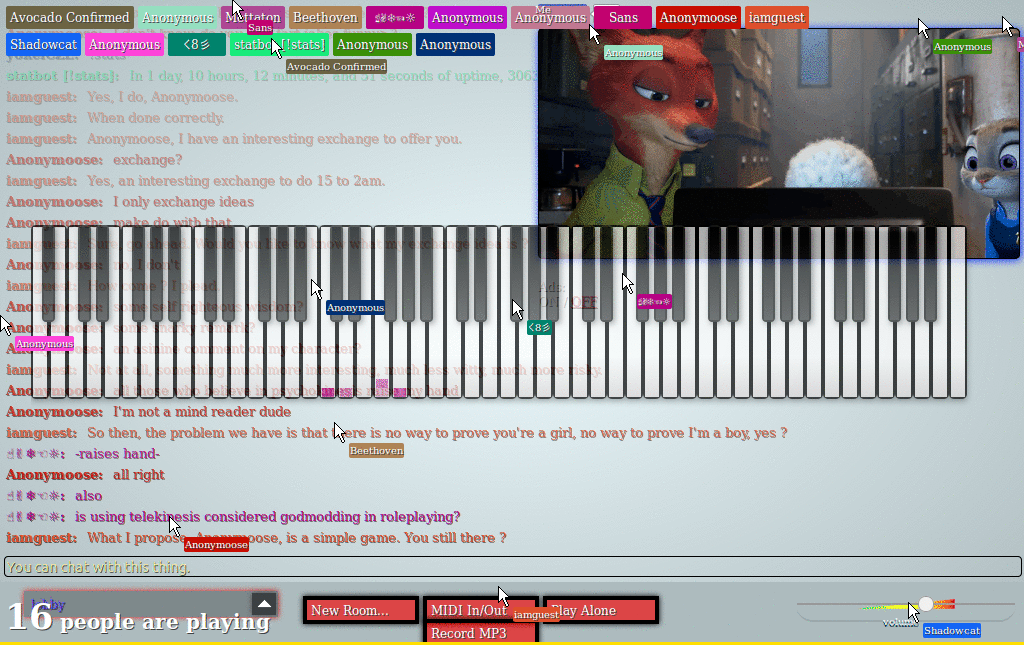 Avocado Confirmed Anonymous Mettaton Beethoven Anonymous Anonymous Sans Anonymoose iamguest
Me
Sans
Shadowcat Anonymous <8彡 statbot [!stats] Anonymous Anonymous
Anonymous
Anonymous
Avocado Confirmed
statbot [!stats]: In 1 day, 10 hours, 12 minutes, and 31 seconds of uptime,
iamguest: Yes, I do, Anonymoose.
iamguest: When done correctly.
iamguest: Anonymoose, I have an interesting exchange to offer you.
Anonymoose: exchange?
iamguest: Yes, an interesting exchange to do 15 to 2am.
Anonymoose: I only exchange ideas
Anonymoose: make do with that
iamguest: Sure, go ahead. Would you like to know what my exchange idea is ?
Anonymoose: no, I don't
iamguest: How come ? I plead.
Ads:
On / OFF
Anonymoose: some self righteous wisdom?
Anonymous
Anonymoose: some snarky remark?
<8彡
Anonymous
Anonymoose: an asinine comment on my character?
iamguest: Not at all, something much more interesting, much less witty, much more risky.
Anonymoose: all those who believe in psychokinesis raise my hand
Anonymoose: I'm not a mind reader dude
iamguest: So then, the problem we have is that there is no way to prove you're a girl, no way to prove I'm a boy, yes ?
Beethoven
-raises hand-
Anonymoose: all right
also
is using telekinesis considered godmodding in roleplaying?
iamguest: What I propose, Anonymoose, is a simple game. You still there ?
Anonymoose
You can chat with this thing.
lobby
16 people are playing
New Room... MIDI In/Out Play Alone
iamguest
Record MP3
volume
Shadowcat